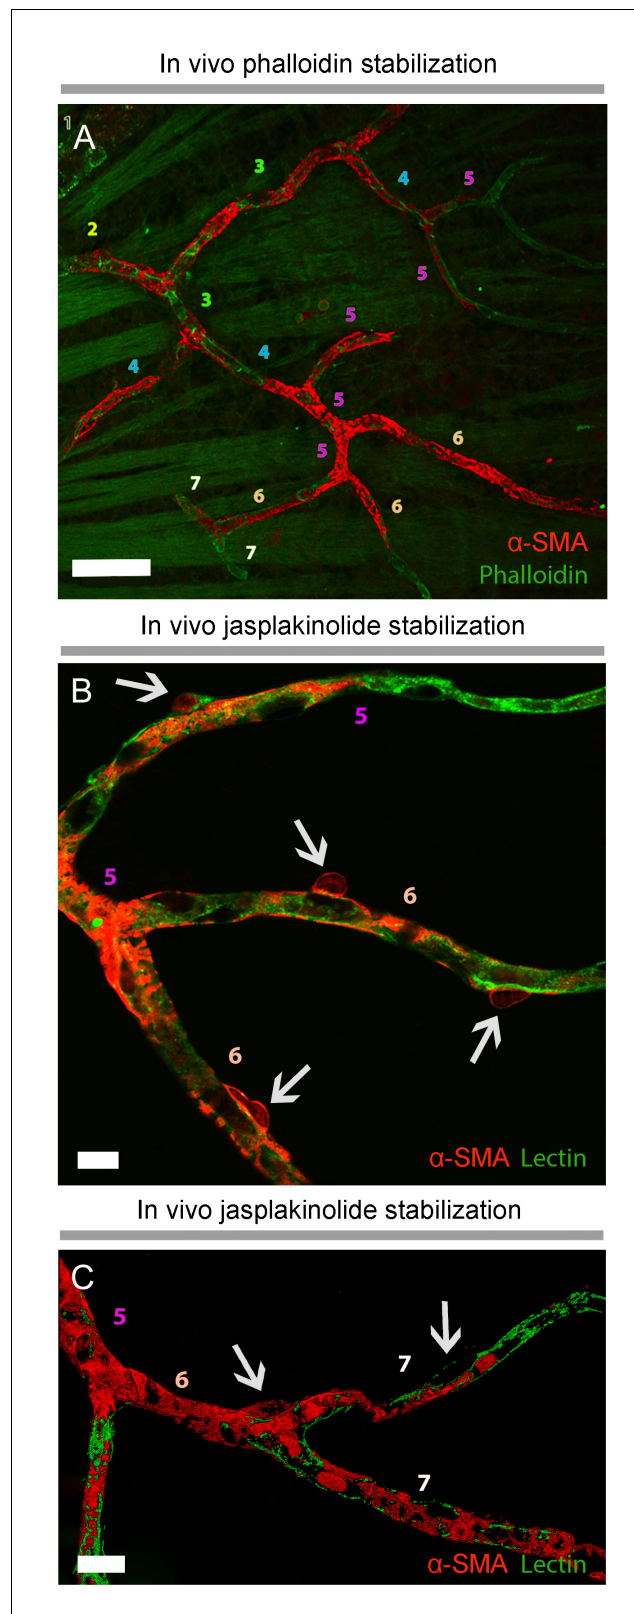 In vivo phalloidin stabilization
1 A
3
4
5
2
5
3
5
4
4
5
5
6
7
6
6
7
α-SMA
Phalloidin
In vivo jasplakinolide stabilization
B
5
5
6
6
α-SMA Lectin
In vivo jasplakinolide stabilization
C
5
7
6
7
α-SMA Lectin